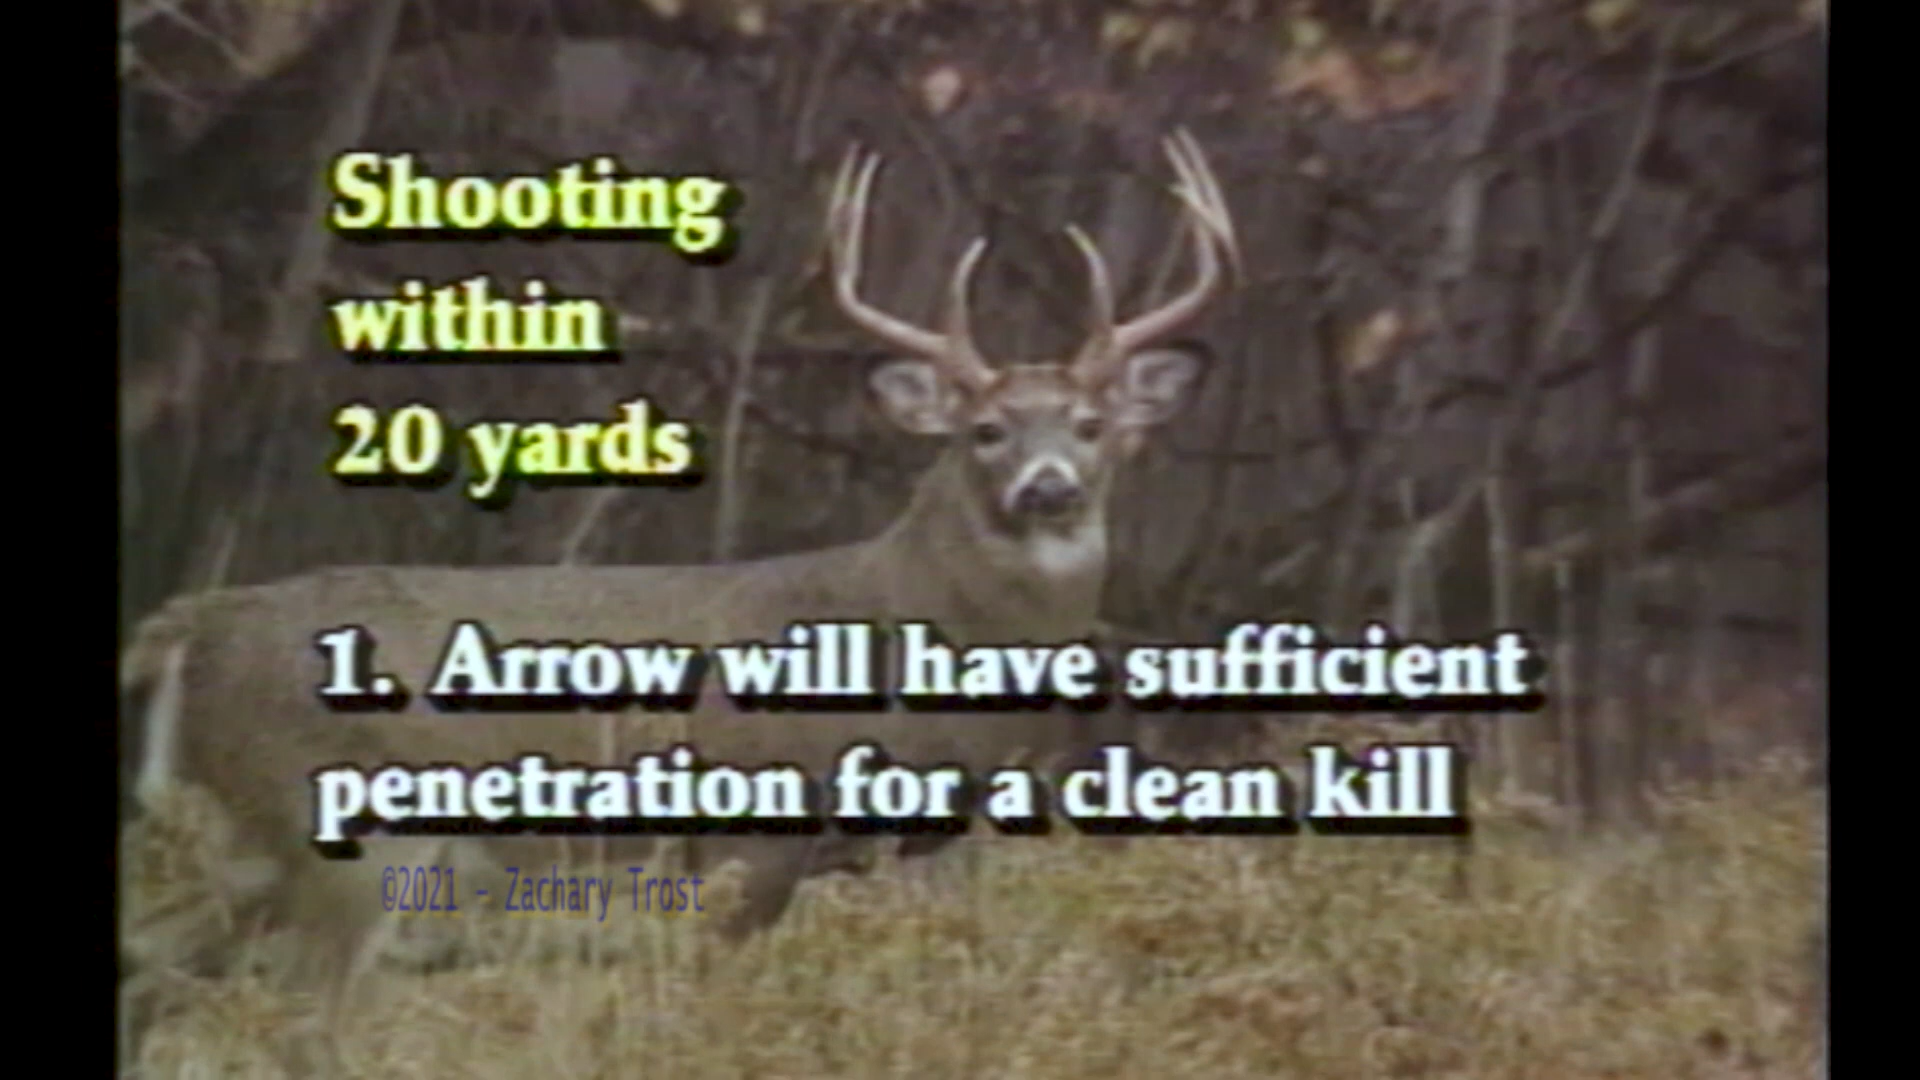 Shooting
within
20 yards
1. Arrow will have sufficient
penetration for a clean kill
©2021 - Zachary Trost